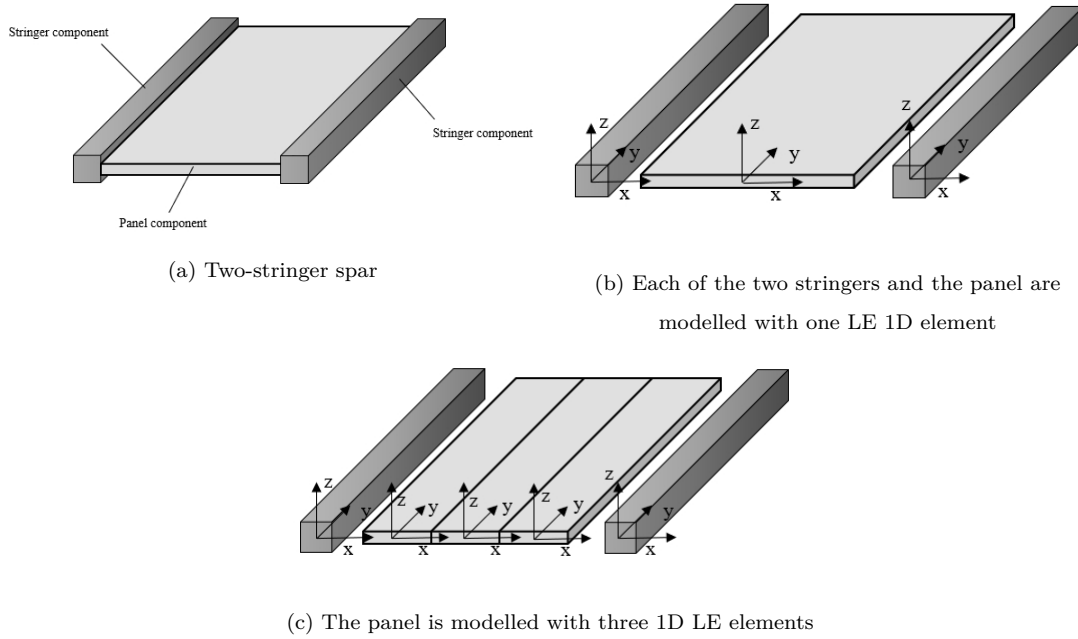 Stringer component
Stringer component
Panel component
(a) Two-stringer spar
z
y
x
z
y
x
z
y
x
(b) Each of the two stringers and the panel are
modelled with one LE 1D element
z
y
x
z
y
x
z
y
x
z
y
x
z
y
x
(c) The panel is modelled with three 1D LE elements